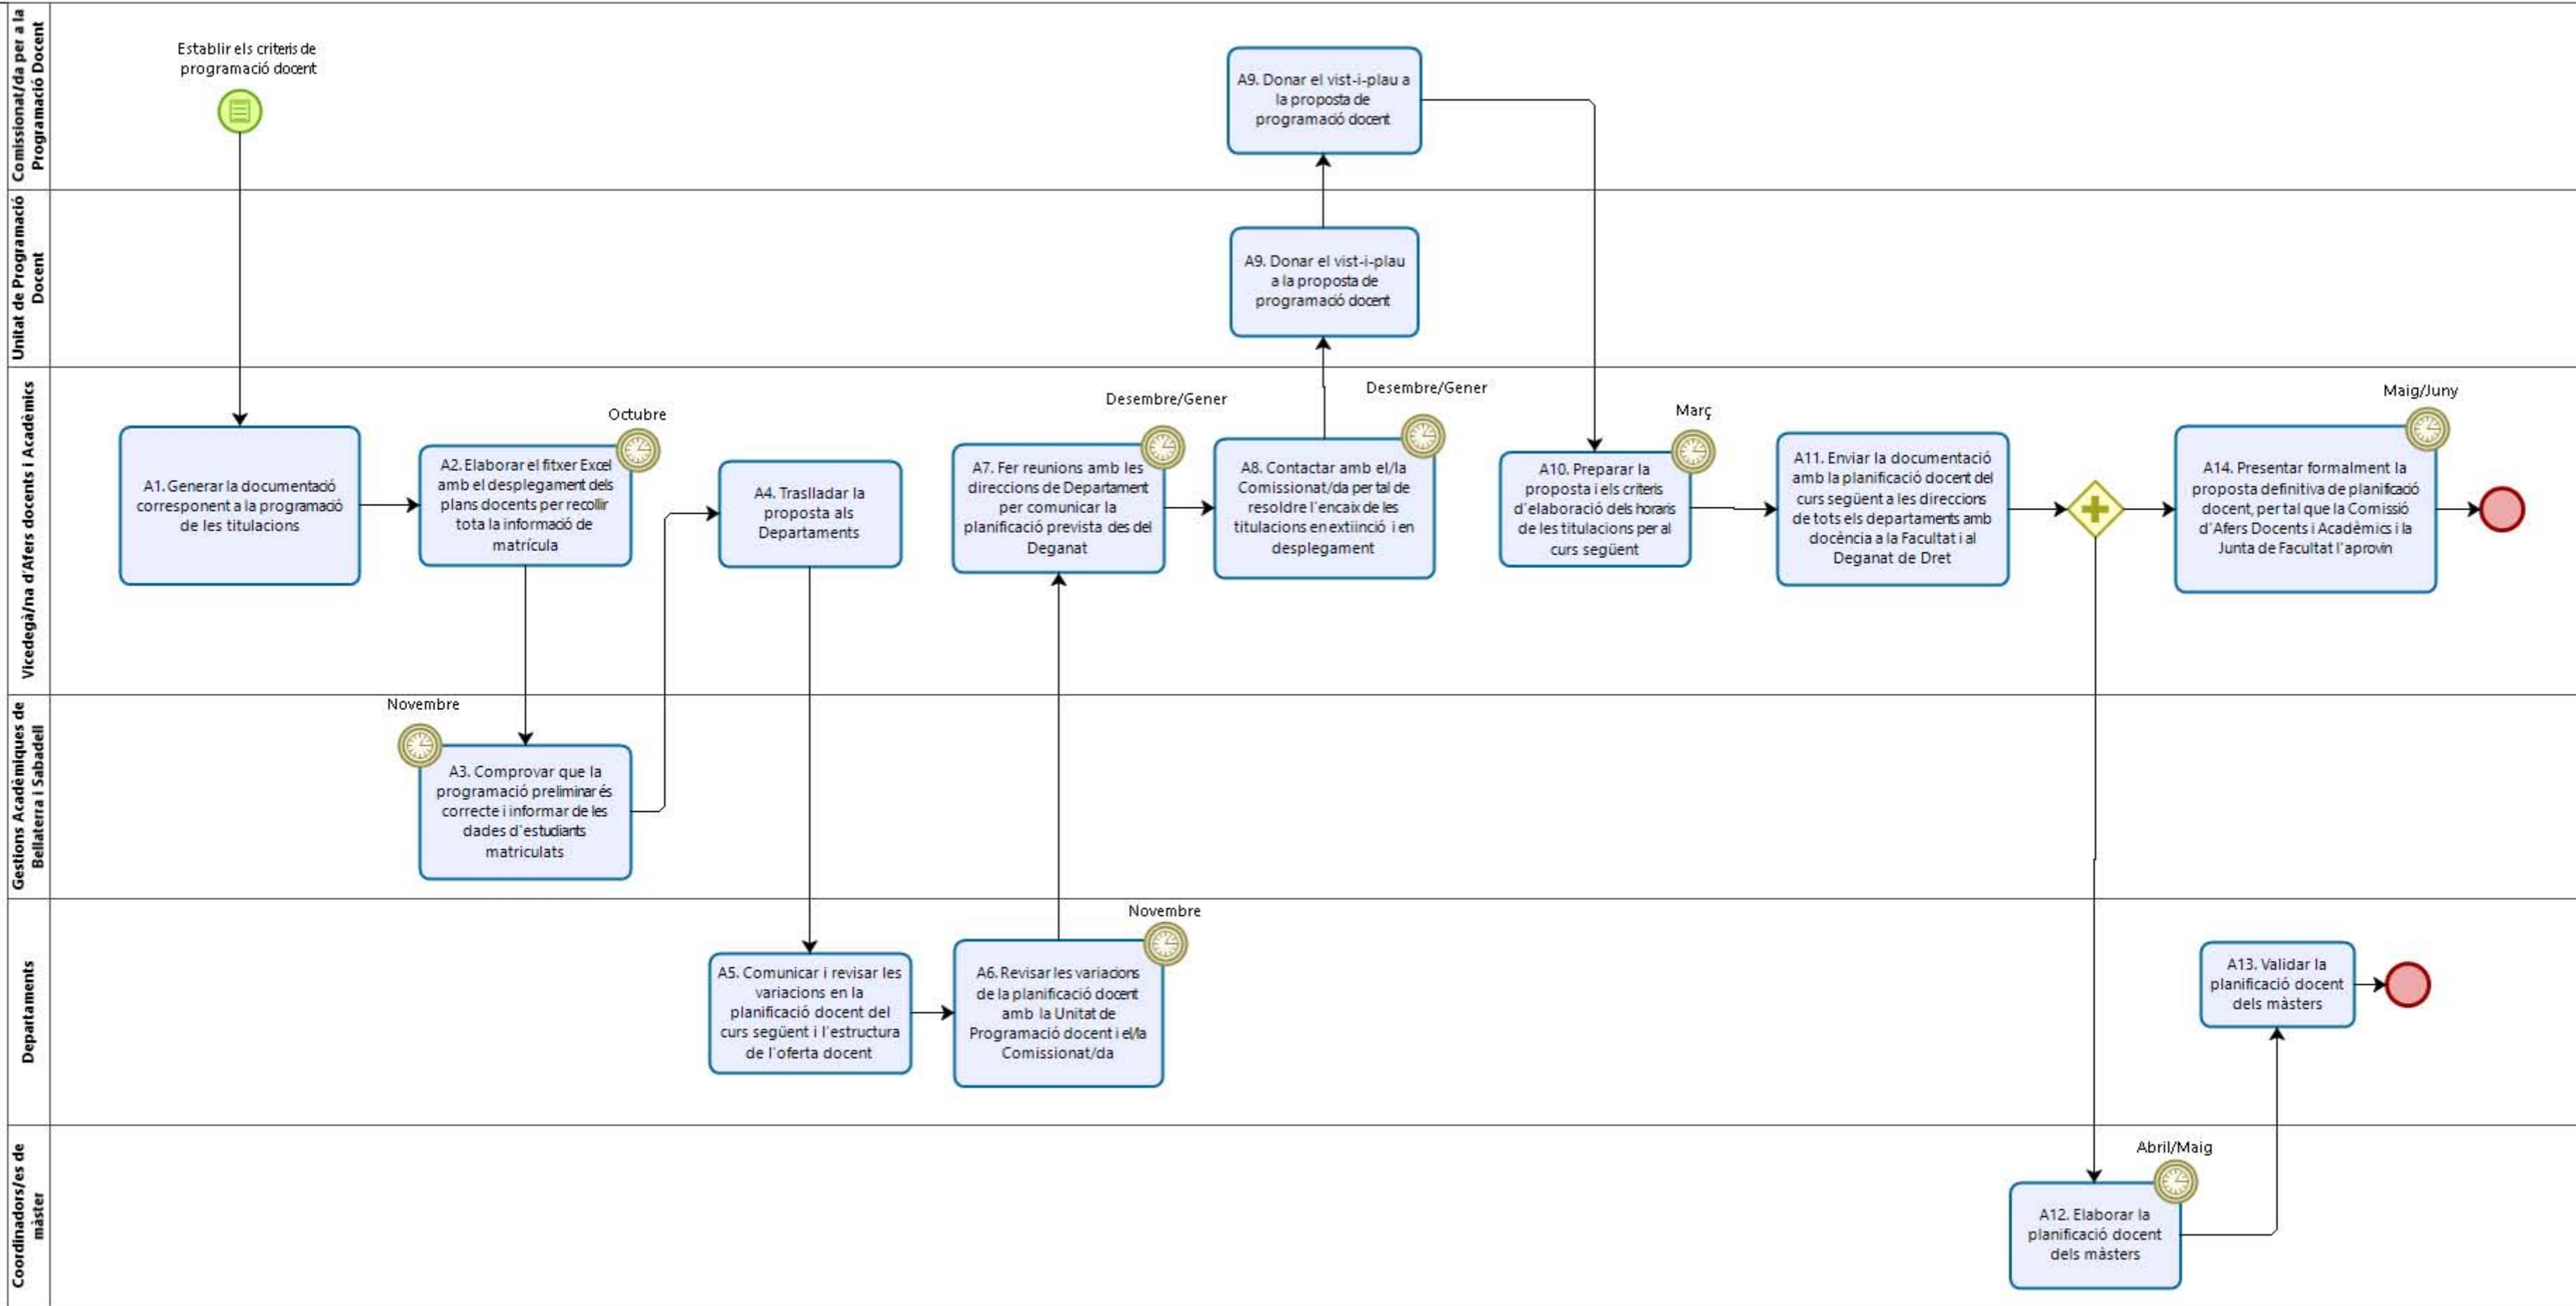 Comissionat/da per a la
Programació Docent
Establir els criteris de
programació docent
A9. Donar el vist-i-plau a
la proposta de
programació docent
Unitat de Programació
Docent
A9. Donar el vist-i-plau
a la proposta de
programació docent
Vicedegà/na d'Afers docents i Acadèmics
A1. Generar la documentació
corresponent a la programació
de les titulacions
Octubre
A2. Elaborar el fitxer Excel
amb el desplegament dels
plans docents per recollir
tota la informació de
matrícula
A4. Traslladar la
proposta als
Departaments
Desembre/Gener
A7. Fer reunions amb les
direccions de Departament
per comunicar la
planificació prevista des del
Deganat
Desembre/Gener
A8. Contactar amb el/la
Comissionat/da per tal de
resoldre l'encaix de les
titulacions en extiinció i en
desplegament
Març
A10. Preparar la
proposta i els criteris
d'elaboració dels horaris
de les titulacions per al
curs següent
A11. Enviar la documentació
amb la planificació docent del
curs següent a les direccions
de tots els departaments amb
docència a la Facultat i al
Deganat de Dret
Maig/Juny
A14. Presentar formalment la
proposta definitiva de planificació
docent, per tal que la Comissió
d'Afers Docents i Acadèmics i la
Junta de Facultat l'aprovin
Gestions Acadèmiques de
Bellaterra i Sabadell
Novembre
A3. Comprovar que la
programació preliminar és
correcte i informar de les
dades d'estudiants
matriculats
Departaments
A5. Comunicar i revisar les
variacions en la
planificació docent del
curs següent i l'estructura
de l'oferta docent
Novembre
A6. Revisar les variacions
de la planificació docent
amb la Unitat de
Programació docent i el/la
Comissionat/da
A13. Validar la
planificació docent
dels màsters
Coordinadors/es de
màster
Abril/Maig
A12. Elaborar la
planificació docent
dels màsters